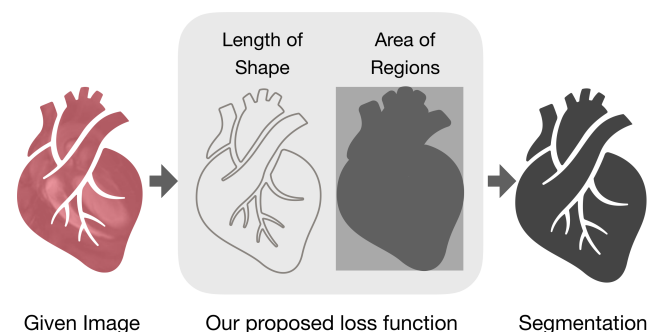 Length of
Shape
Area of
Regions
Given Image
Our proposed loss function
Segmentation